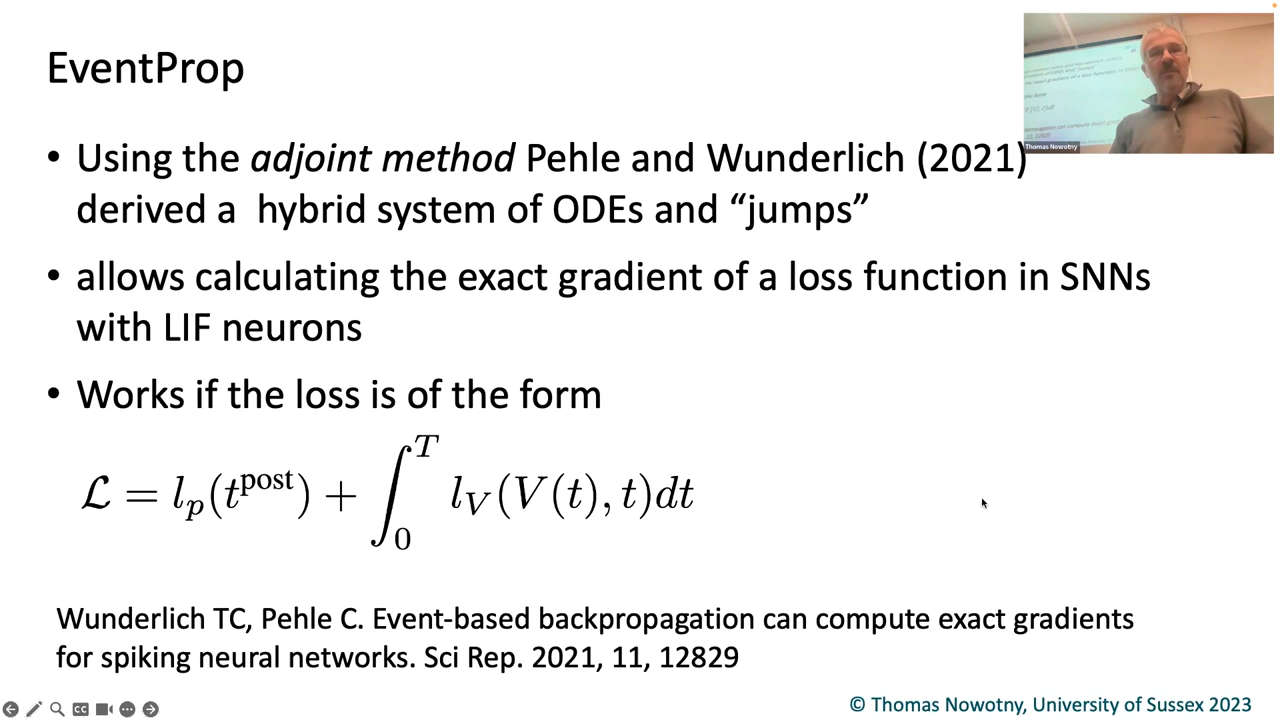 EventProp
• Using the adjoint method Pehle and Wunderlich (2021)
derived a  hybrid system of ODEs and “jumps”
• allows calculating the exact gradient of a loss function in SNNs
with LIF neurons
• Works if the loss is of the form
ℒ = l_p(t^post) + ∫_0^T l_V(V(t), t)dt
Wunderlich TC, Pehle C. Event-based backpropagation can compute exact gradients
for spiking neural networks. Sci Rep. 2021, 11, 12829
© Thomas Nowotny, University of Sussex 2023
Thomas Nowotny
CC